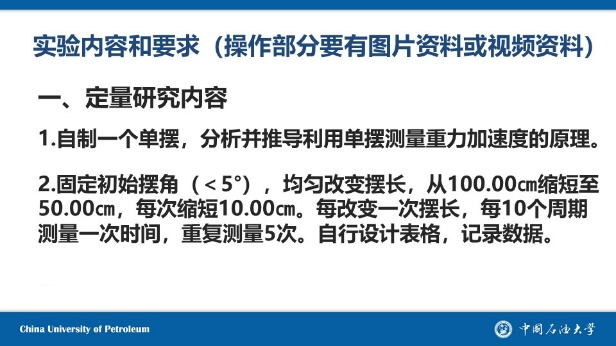 实验内容和要求（操作部分要有图片资料或视频资料）
一、定量研究内容
1.自制一个单摆，分析并推导利用单摆测量重力加速度的原理。
2.固定初始摆角（＜5°），均匀改变摆长，从100.00㎝缩短至
50.00㎝，每次缩短10.00㎝。每改变一次摆长，每10个周期
测量一次时间，重复测量5次。自行设计表格，记录数据。
China University of Petroleum
中国石油大学